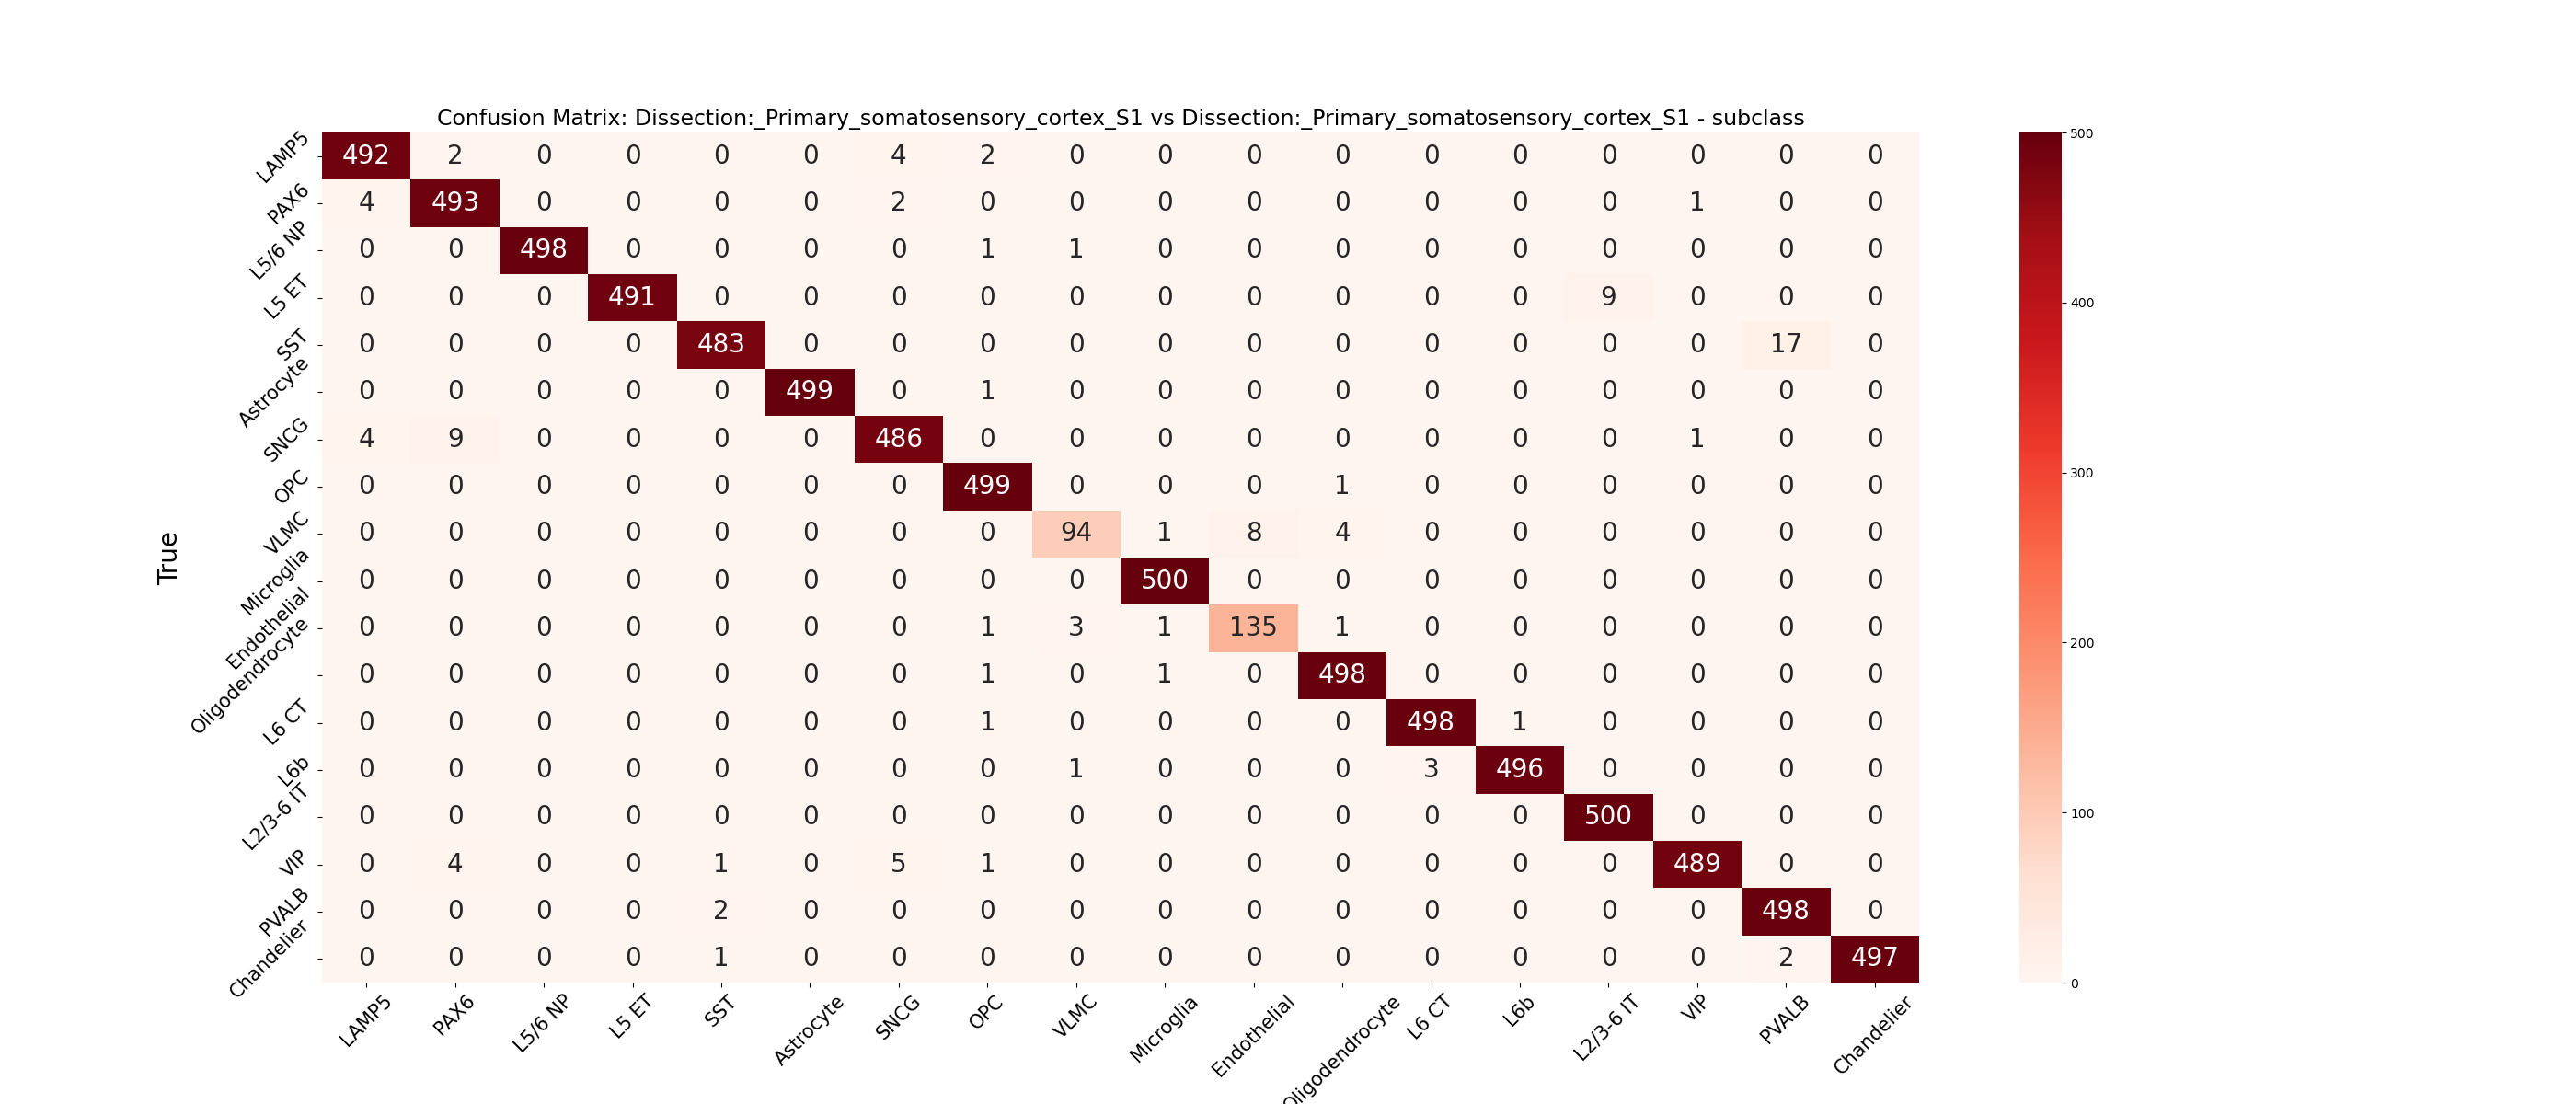 Confusion Matrix: Dissection:_Primary_somatosensory_cortex_S1 vs Dissection:_Primary_somatosensory_cortex_S1 - subclass
True
LAMP5 492 2 0 0 0 0 4 2 0 0 0 0 0 0 0 0 0 0
PAX6 4 493 0 0 0 0 2 0 0 0 0 0 0 0 0 1 0 0
L5/6 NP 0 0 498 0 0 0 0 1 1 0 0 0 0 0 0 0 0 0
L5 ET 0 0 0 491 0 0 0 0 0 0 0 0 0 0 9 0 0 0
SST 0 0 0 0 483 0 0 0 0 0 0 0 0 0 0 0 17 0
Astrocyte 0 0 0 0 0 499 0 1 0 0 0 0 0 0 0 0 0 0
SNCG 4 9 0 0 0 0 486 0 0 0 0 0 0 0 0 1 0 0
OPC 0 0 0 0 0 0 0 499 0 0 0 1 0 0 0 0 0 0
VLMC 0 0 0 0 0 0 0 0 94 1 8 4 0 0 0 0 0 0
Microglia 0 0 0 0 0 0 0 0 0 500 0 0 0 0 0 0 0 0
Endothelial 0 0 0 0 0 0 0 1 3 1 135 1 0 0 0 0 0 0
Oligodendrocyte 0 0 0 0 0 0 0 1 0 1 0 498 0 0 0 0 0 0
L6 CT 0 0 0 0 0 0 0 1 0 0 0 0 498 1 0 0 0 0
L6b 0 0 0 0 0 0 0 0 1 0 0 0 3 496 0 0 0 0
L2/3-6 IT 0 0 0 0 0 0 0 0 0 0 0 0 0 0 500 0 0 0
VIP 0 4 0 0 1 0 5 1 0 0 0 0 0 0 0 489 0 0
PVALB 0 0 0 0 2 0 0 0 0 0 0 0 0 0 0 0 498 0
Chandelier 0 0 0 0 1 0 0 0 0 0 0 0 0 0 0 0 2 497
LAMP5 PAX6 L5/6 NP L5 ET SST Astrocyte SNCG OPC VLMC Microglia Endothelial Oligodendrocyte L6 CT L6b L2/3-6 IT VIP PVALB Chandelier
500
400
300
200
100
0